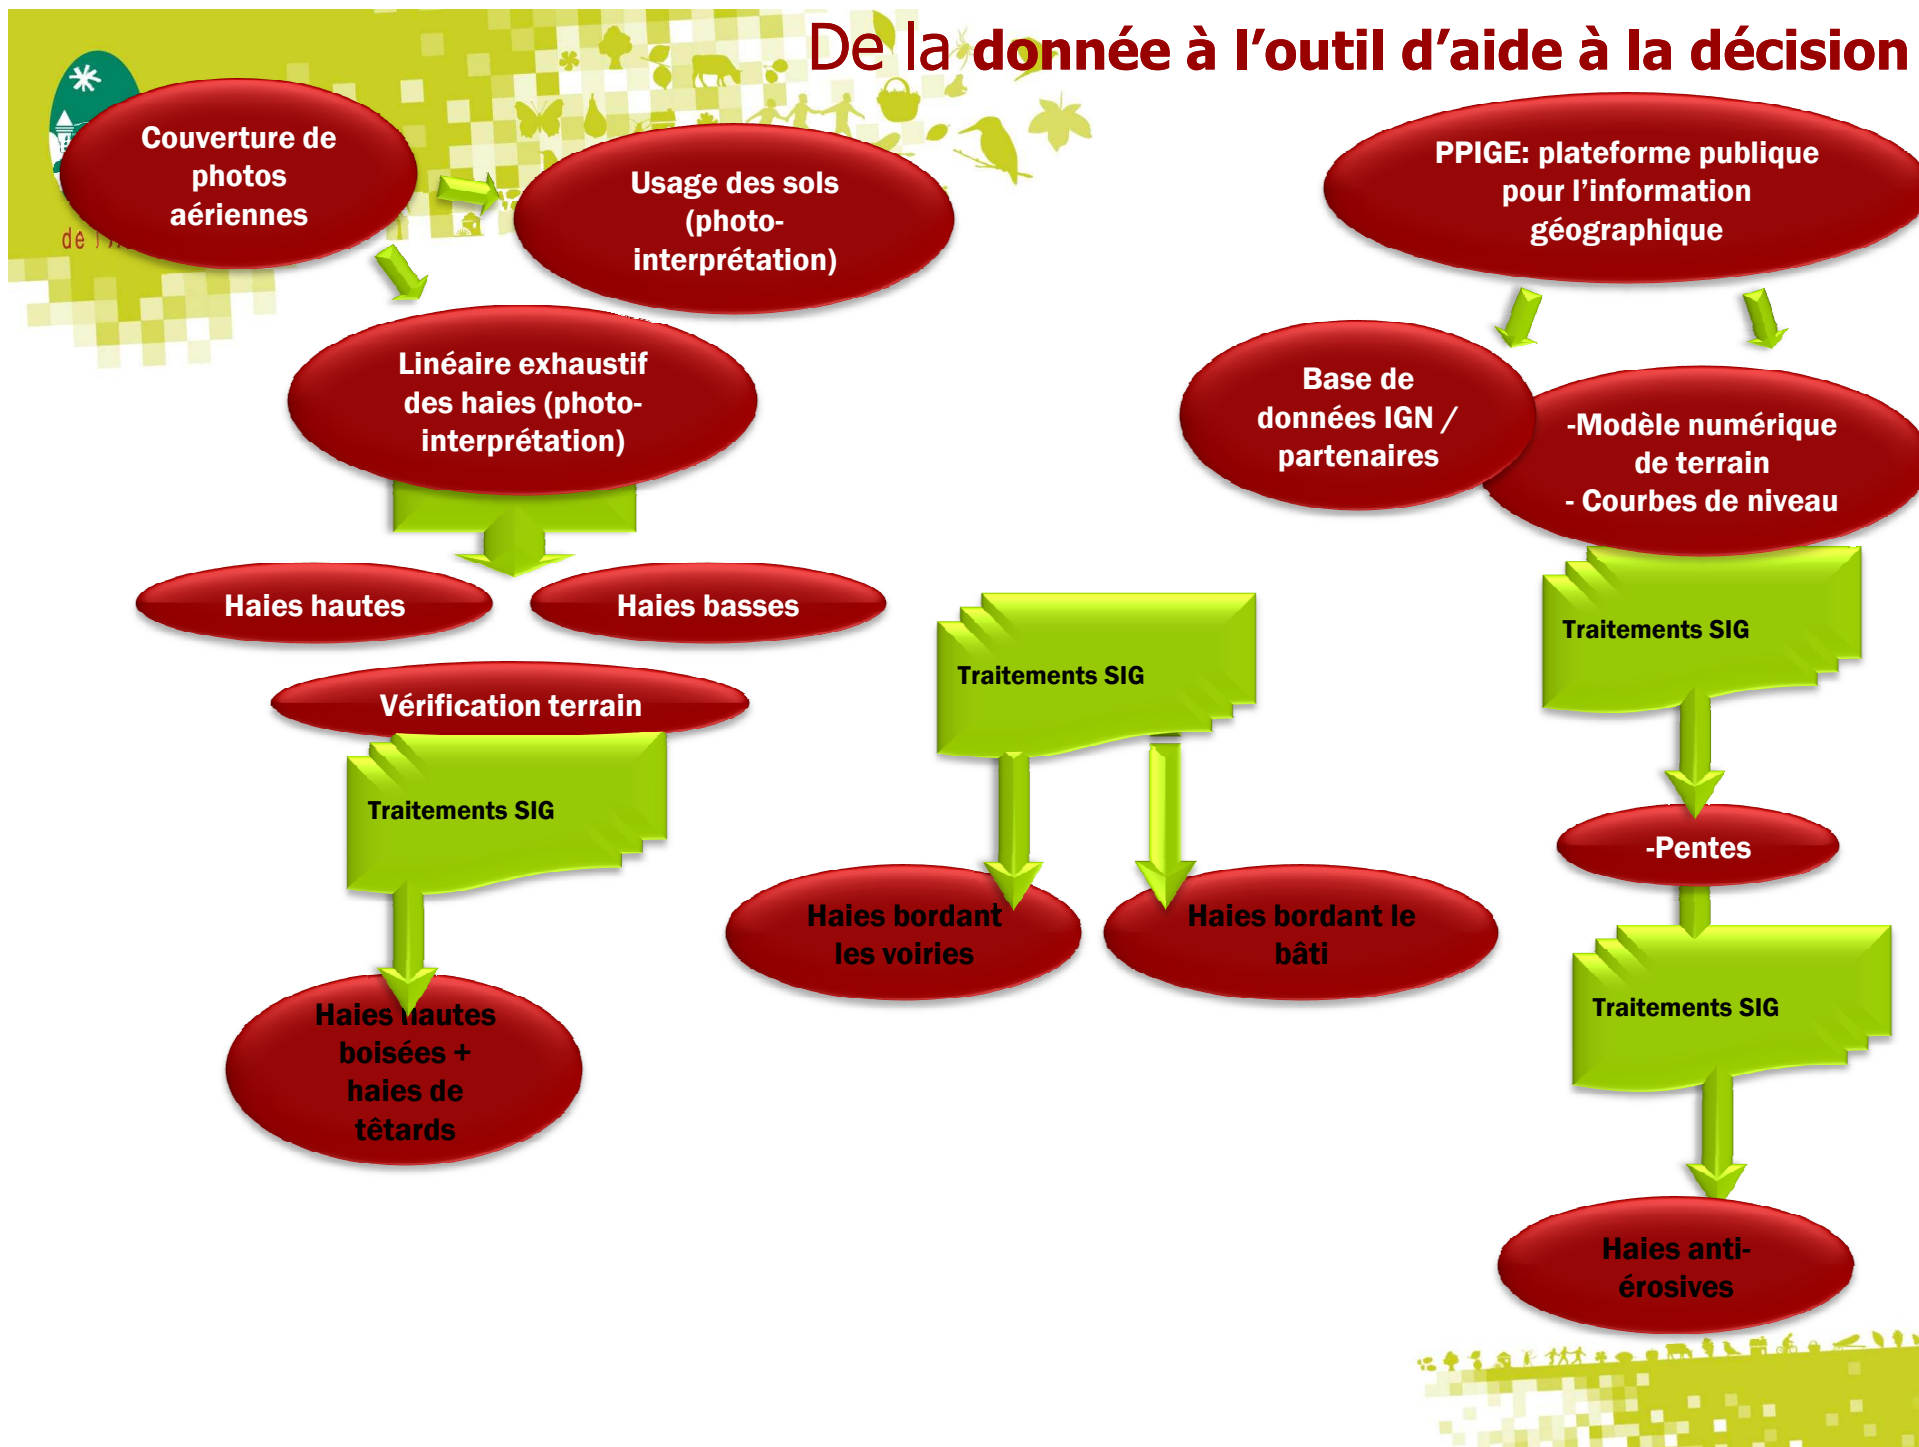 De la donnée à l'outil d'aide à la décision
Couverture de
photos
aériennes
Usage des sols
(photo-
interprétation)
PPIGE: plateforme publique
pour l'information
géographique
de l'
Linéaire exhaustif
des haies (photo-
interprétation)
Base de
données IGN /
partenaires
-Modèle numérique
de terrain
- Courbes de niveau
Haies hautes
Haies basses
Vérification terrain
Traitements SIG
Traitements SIG
Traitements SIG
-Pentes
Haies bordant
les voiries
Haies bordant le
bâti
Haies hautes
boisées +
haies de
têtards
Traitements SIG
Haies anti-
érosives